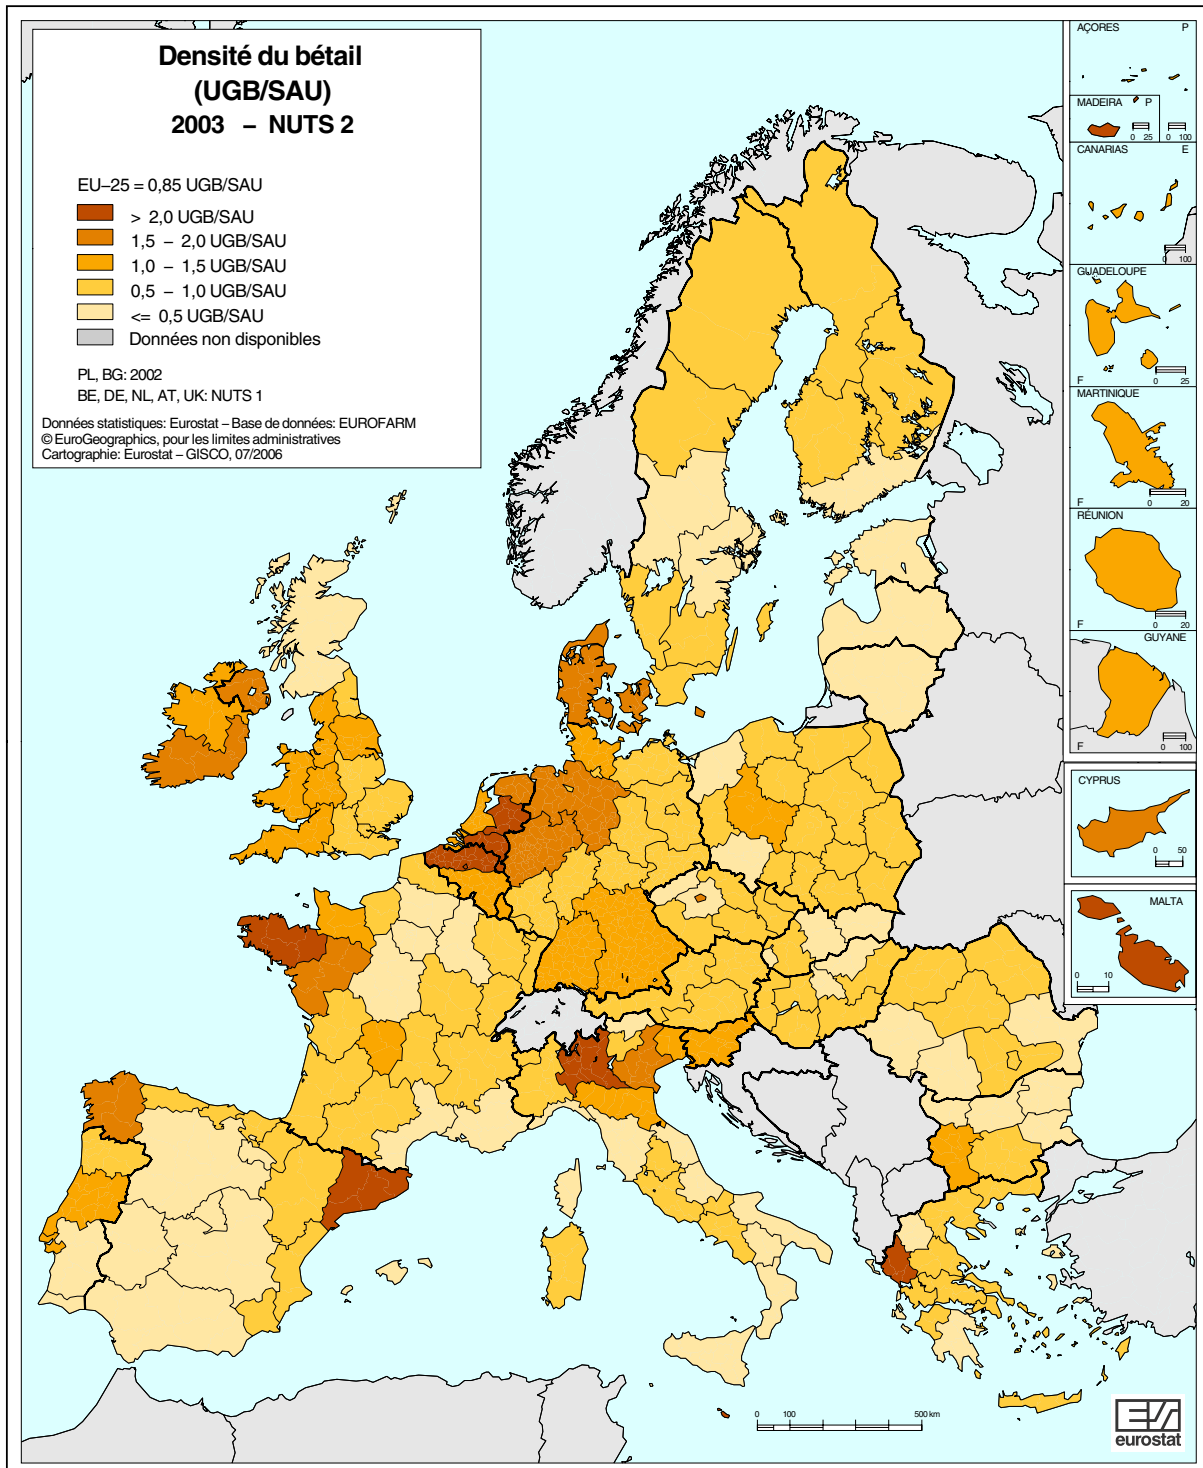 Densité du bétail
(UGB/SAU)
2003 – NUTS 2
EU–25 = 0,85 UGB/SAU
> 2,0 UGB/SAU
1,5 – 2,0 UGB/SAU
1,0 – 1,5 UGB/SAU
0,5 – 1,0 UGB/SAU
<= 0,5 UGB/SAU
Données non disponibles
PL, BG: 2002
BE, DE, NL, AT, UK: NUTS 1
Données statistiques: Eurostat – Base de données: EUROFARM
© EuroGeographics, pour les limites administratives
Cartographie: Eurostat – GISCO, 07/2006
AÇORES P
MADEIRA P
0 25
0 100
CANARIAS E
0 100
GUADELOUPE
F
0 25
MARTINIQUE
F
0 20
RÉUNION
F
0 20
GUYANE
F
0 100
CYPRUS
0 50
MALTA
0 10
0 100 500 km
eurostat